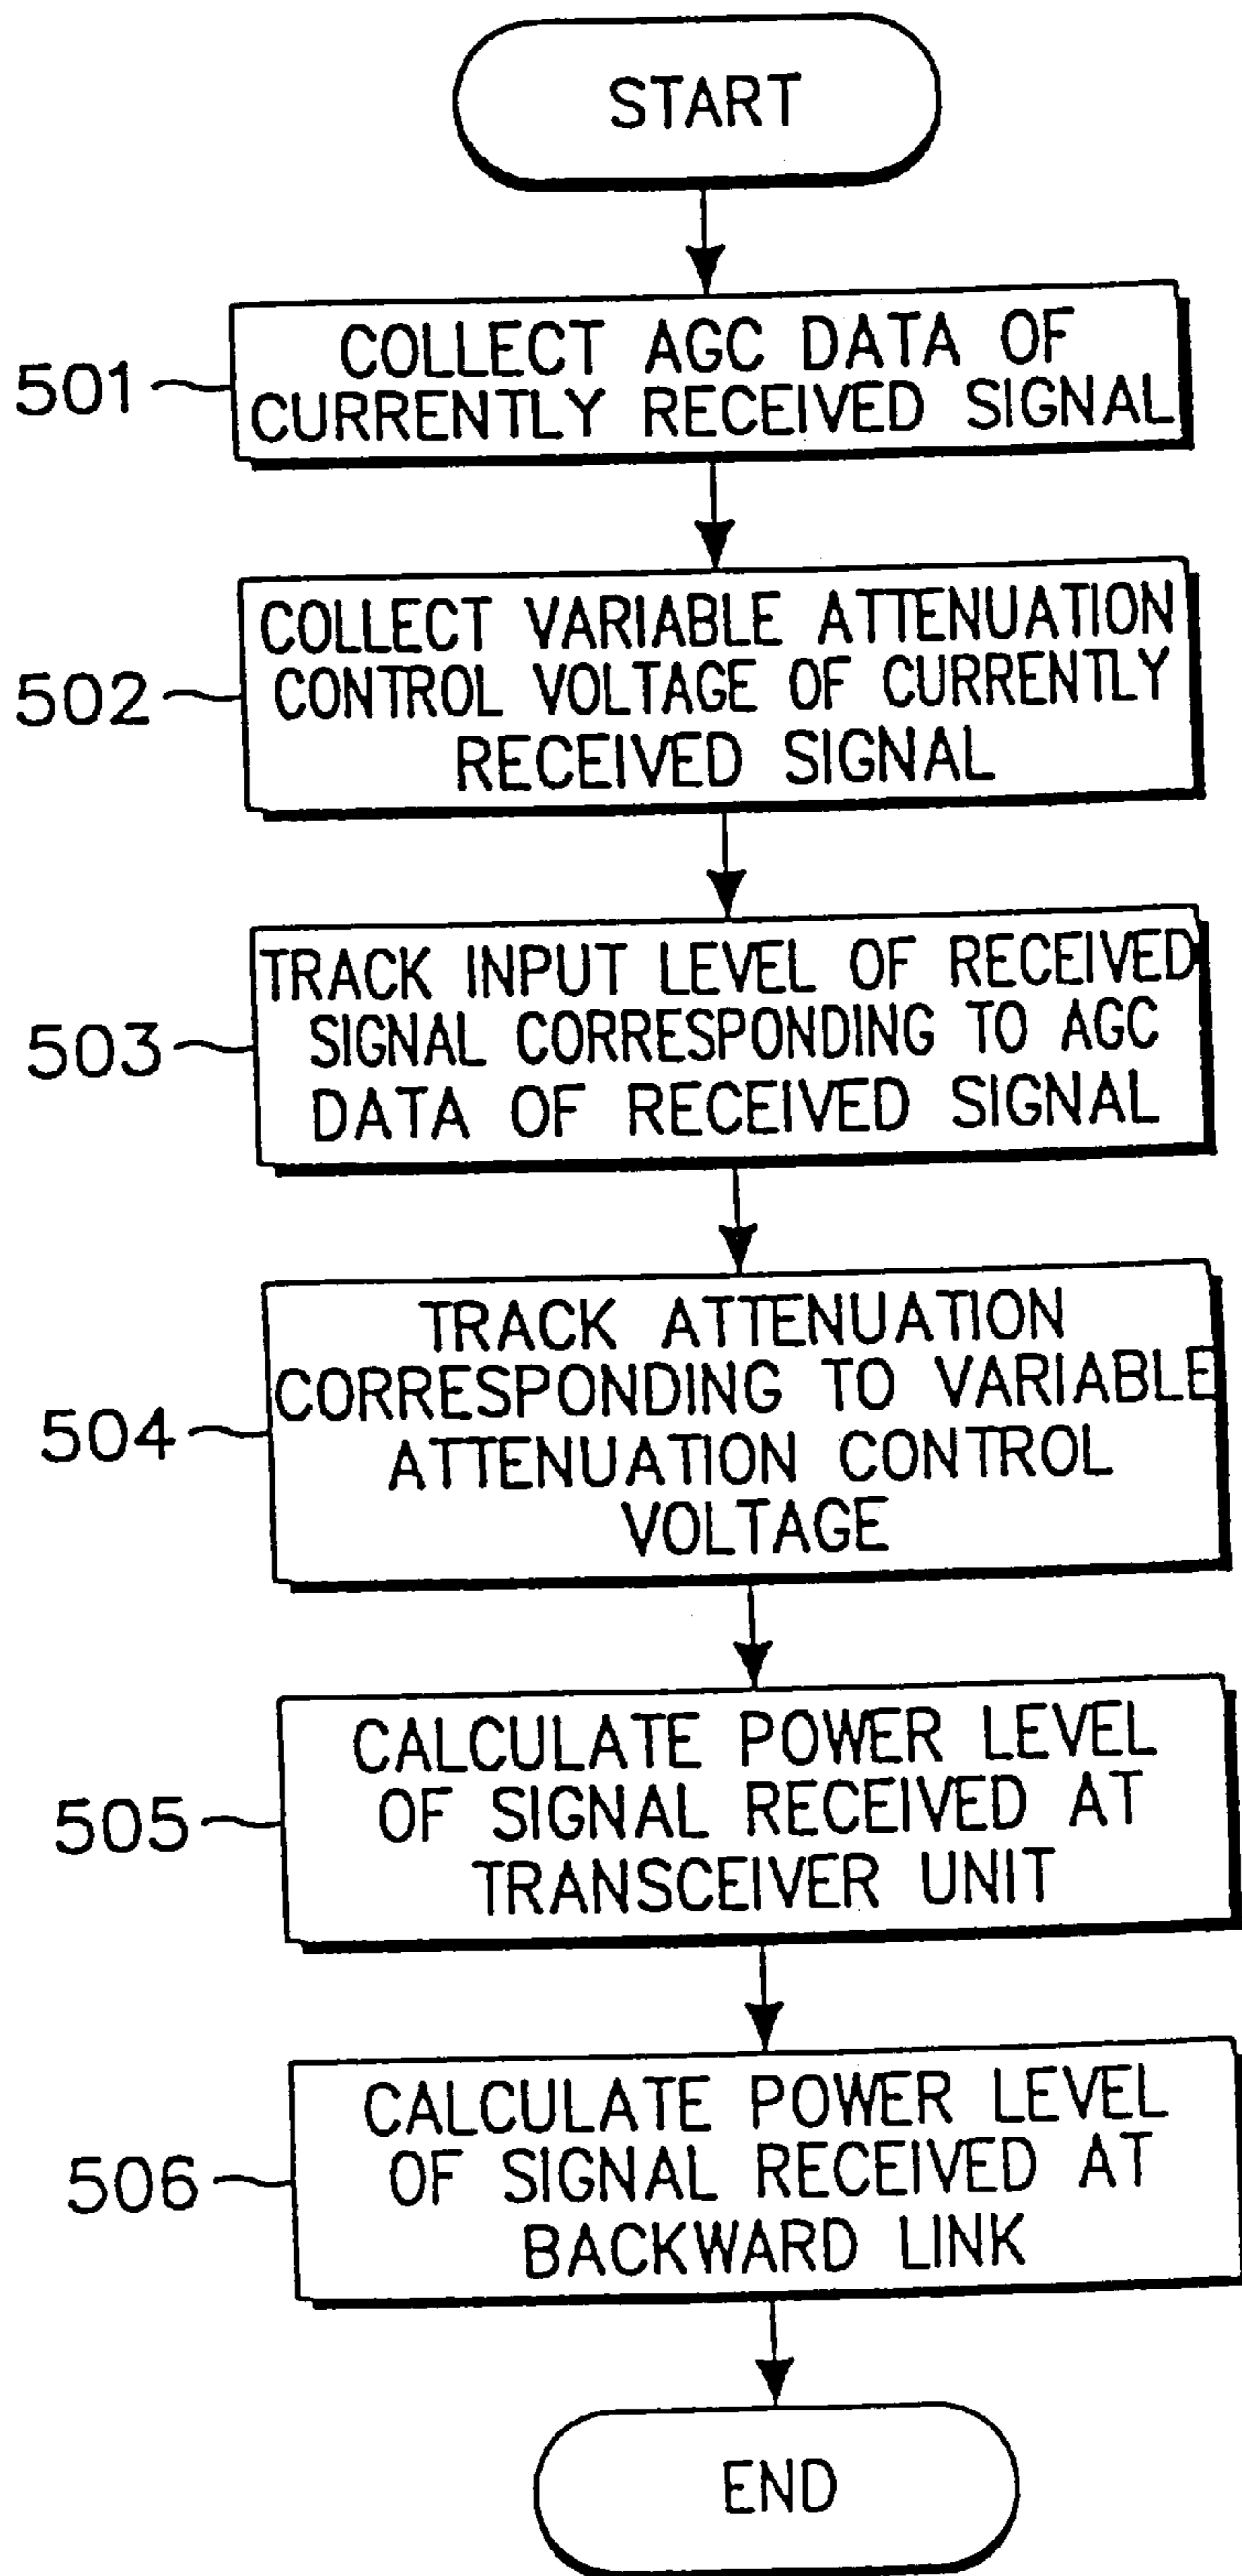 START
501
COLLECT AGC DATA OF
CURRENTLY RECEIVED SIGNAL
502
COLLECT VARIABLE ATTENUATION
CONTROL VOLTAGE OF CURRENTLY
RECEIVED SIGNAL
503
TRACK INPUT LEVEL OF RECEIVED
SIGNAL CORRESPONDING TO AGC
DATA OF RECEIVED SIGNAL
504
TRACK ATTENUATION
CORRESPONDING TO VARIABLE
ATTENUATION CONTROL
VOLTAGE
505
CALCULATE POWER LEVEL
OF SIGNAL RECEIVED AT
TRANSCEIVER UNIT
506
CALCULATE POWER LEVEL
OF SIGNAL RECEIVED AT
BACKWARD LINK
END